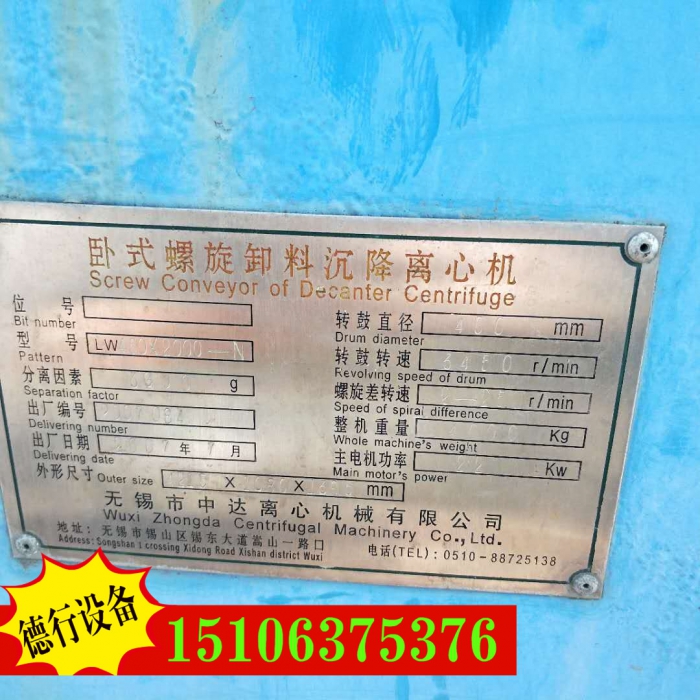 卧式螺旋卸料沉降离心机
Screw Conveyor of Decanter Centrifuge
位号
Bit number
型号 LW
Pattern
分离因素 g
Separation factor
出厂编号
Delivering number
出厂日期 年 月
Delivering date
外形尺寸 Outer size X X mm
转鼓直径 mm
Drum diameter
转鼓转速 r/min
Revolving speed of drum
螺旋差转速 r/min
Speed of spiral difference
整机重量 Kg
Whole machine's weight
主电机功率 Kw
Main motor's power
无锡市中达离心机械有限公司
Wuxi Zhongda Centrifugal Machinery Co.,Ltd.
地址: 无锡市锡山区锡东大道嵩山一路口
Address: Songshan 1 crossing Xidong Road Xishan district Wuxi
电话(TEL): 0510-88725138
德行设备
15106375376